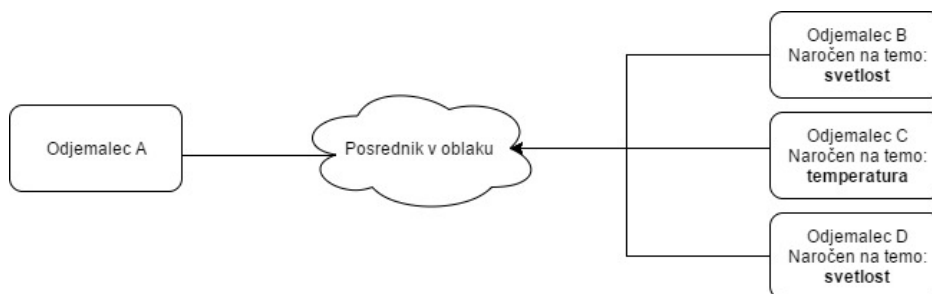 Odjemalec A
Posrednik v oblaku
Odjemalec B
Naročen na temo:
svetlost
Odjemalec C
Naročen na temo:
temperatura
Odjemalec D
Naročen na temo:
svetlost